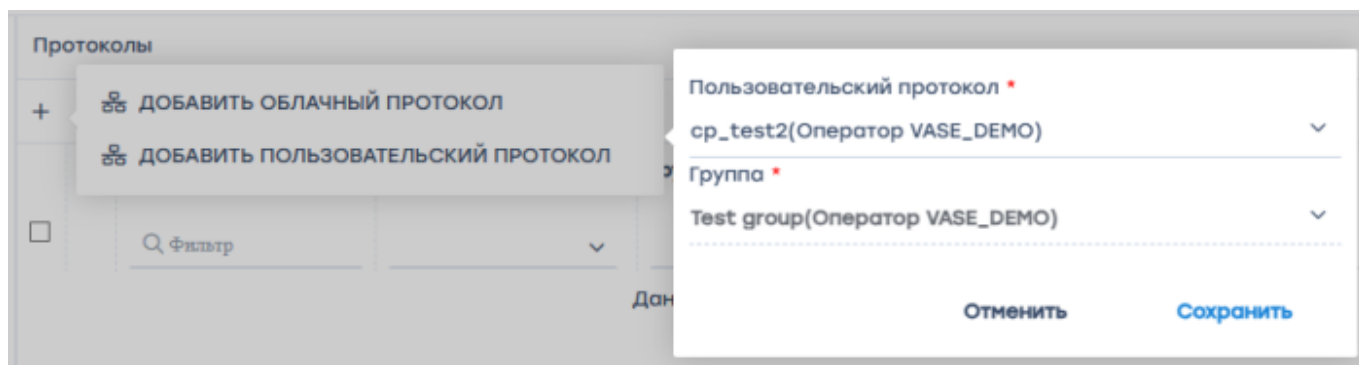 Протоколы
+
ДОБАВИТЬ ОБЛАЧНЫЙ ПРОТОКОЛ
ДОБАВИТЬ ПОЛЬЗОВАТЕЛЬСКИЙ ПРОТОКОЛ
Фильтр
Дан
Пользовательский протокол *
cp_test2(Оператор VASE_DEMO)
Группа *
Test group(Оператор VASE_DEMO)
Отменить Сохранить